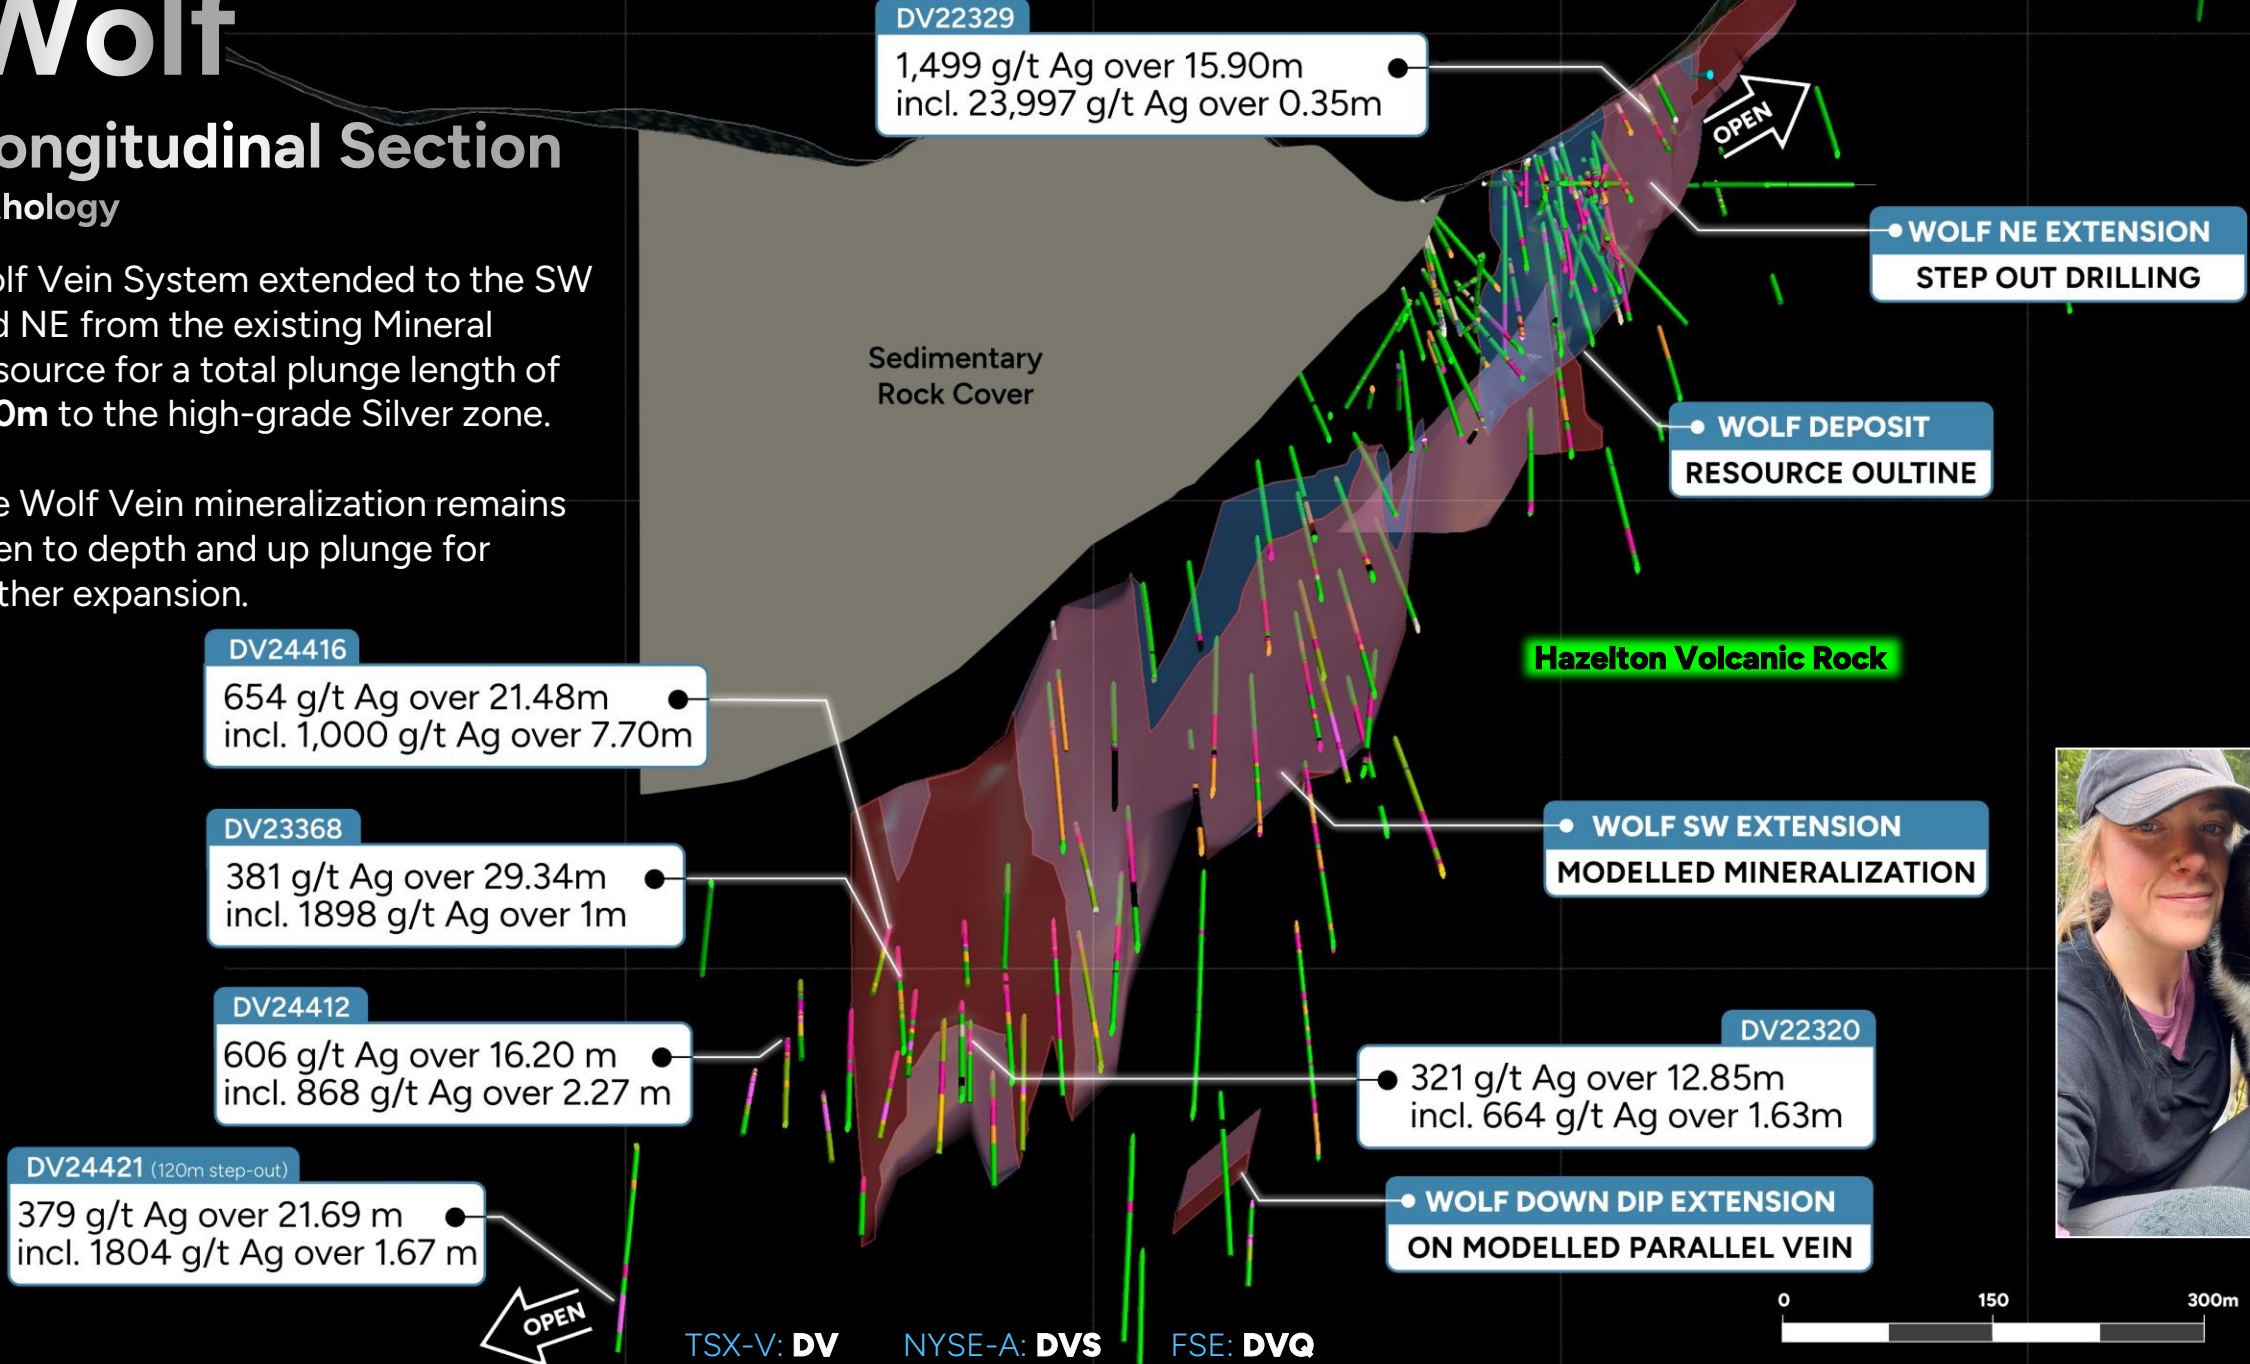 Wolf
ongitudinal Section
hology
olf Vein System extended to the SW
d NE from the existing Mineral
source for a total plunge length of
0m to the high-grade Silver zone.
e Wolf Vein mineralization remains
en to depth and up plunge for
ther expansion.
DV22329
1,499 g/t Ag over 15.90m
incl. 23,997 g/t Ag over 0.35m
OPEN
WOLF NE EXTENSION
STEP OUT DRILLING
Sedimentary
Rock Cover
WOLF DEPOSIT
RESOURCE OULTINE
Hazelton Volcanic Rock
DV24416
654 g/t Ag over 21.48m
incl. 1,000 g/t Ag over 7.70m
DV23368
381 g/t Ag over 29.34m
incl. 1898 g/t Ag over 1m
WOLF SW EXTENSION
MODELLED MINERALIZATION
DV24412
606 g/t Ag over 16.20 m
incl. 868 g/t Ag over 2.27 m
DV22320
321 g/t Ag over 12.85m
incl. 664 g/t Ag over 1.63m
DV24421 (120m step-out)
379 g/t Ag over 21.69 m
incl. 1804 g/t Ag over 1.67 m
WOLF DOWN DIP EXTENSION
ON MODELLED PARALLEL VEIN
OPEN
0 150 300m
TSX-V: DV NYSE-A: DVS FSE: DVQ